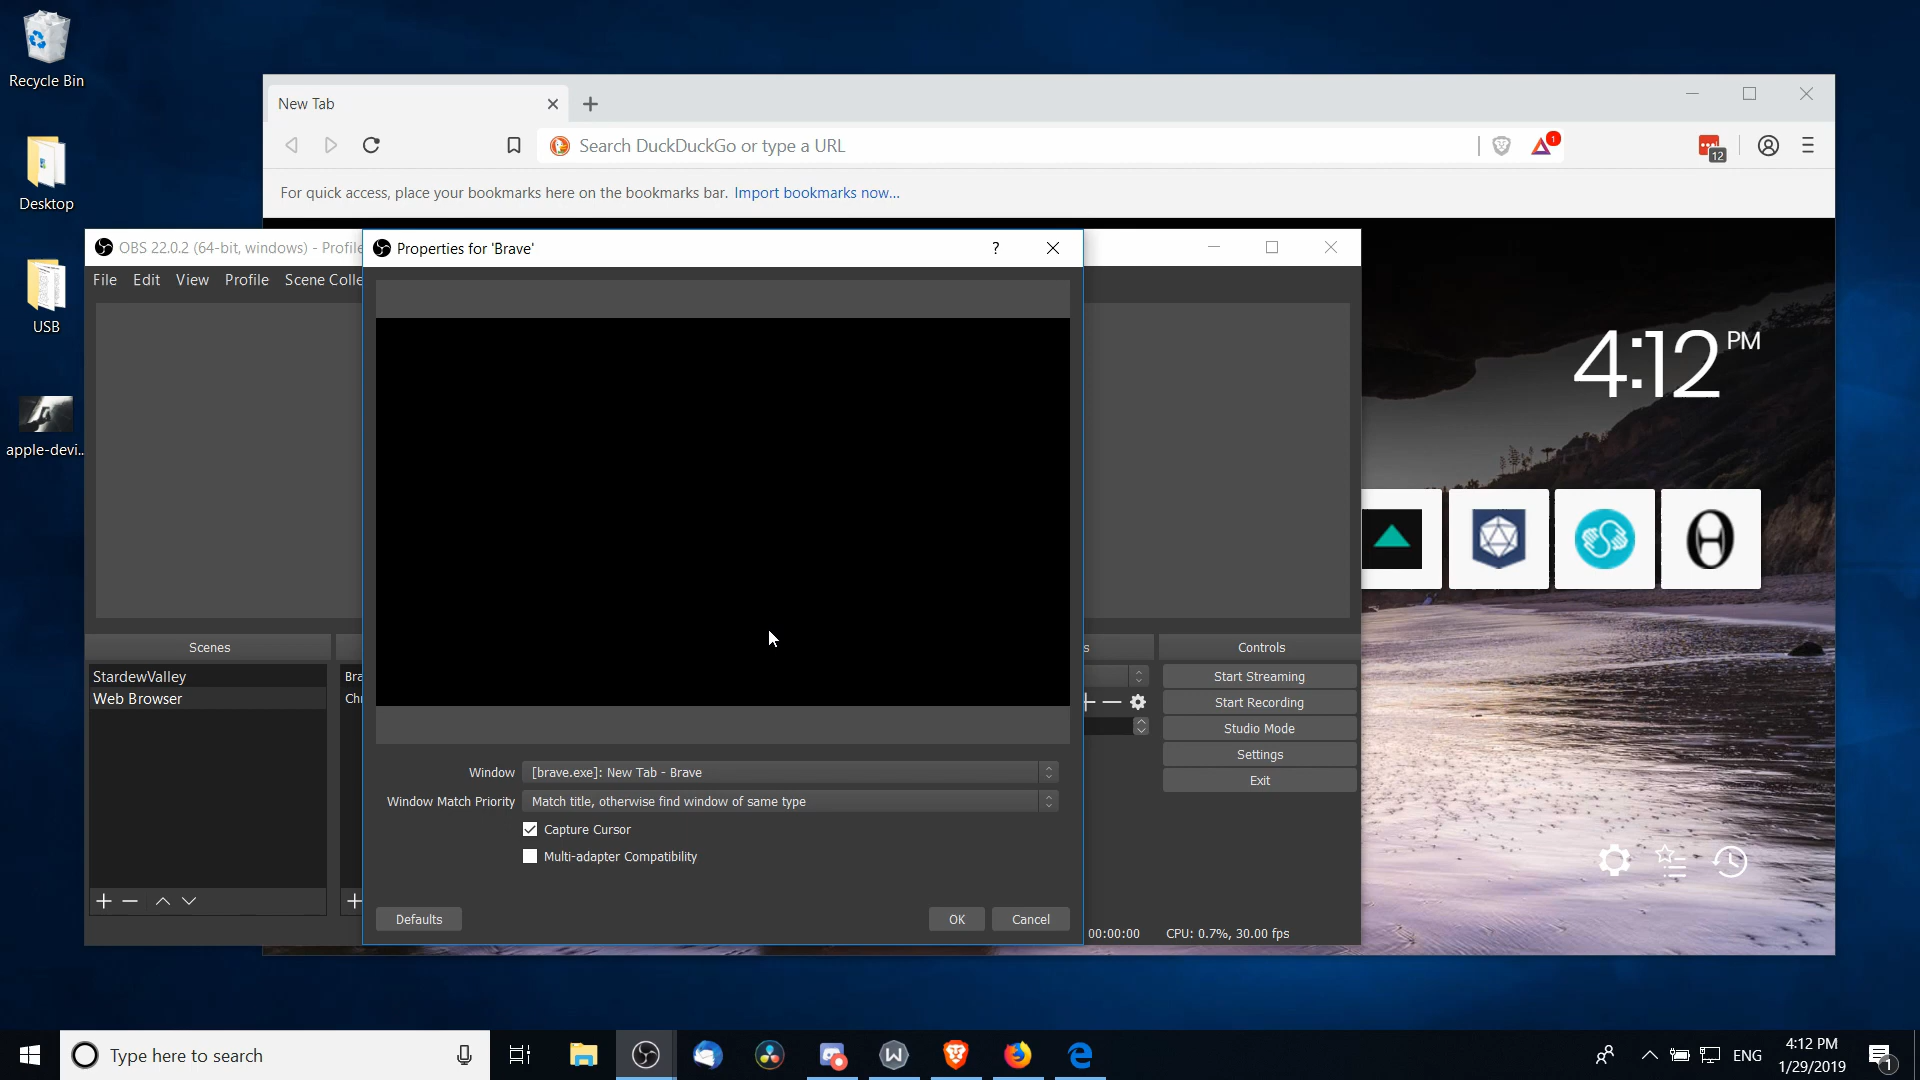 Recycle Bin
Desktop
USB
apple-devi...
New Tab
Search DuckDuckGo or type a URL
1
12
For quick access, place your bookmarks here on the bookmarks bar. Import bookmarks now...
OBS 22.0.2 (64-bit, windows) - Profile
File Edit View Profile Scene Colle
Properties for 'Brave'
?
4:12 PM
Scenes
StardewValley
Web Browser
Bra
Chr
s
Controls
Start Streaming
Start Recording
Studio Mode
Settings
Exit
Window [brave.exe]: New Tab - Brave
Window Match Priority Match title, otherwise find window of same type
Capture Cursor
Multi-adapter Compatibility
Defaults
OK
Cancel
00:00:00
CPU: 0.7%, 30.00 fps
Type here to search
W
ENG
4:12 PM
1/29/2019
1